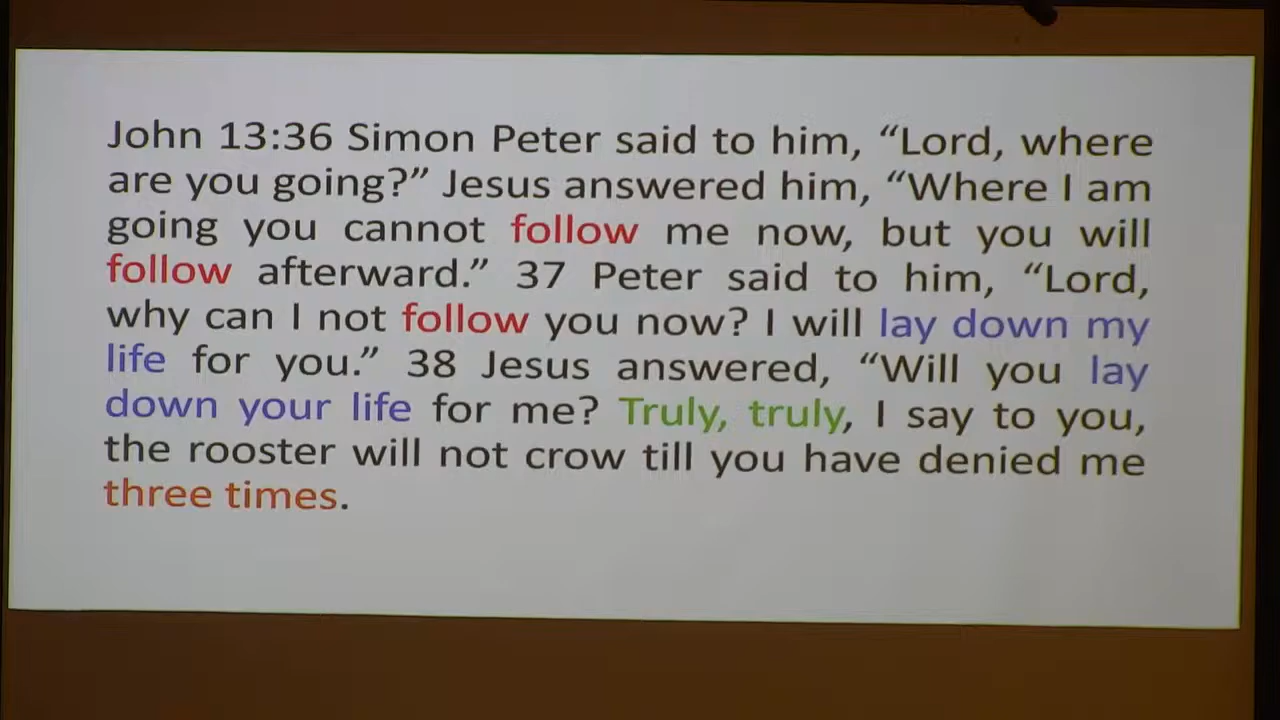 John 13:36 Simon Peter said to him, “Lord, where
are you going?” Jesus answered him, “Where I am
going you cannot follow me now, but you will
follow afterward.” 37 Peter said to him, “Lord,
why can I not follow you now? I will lay down my
life for you.” 38 Jesus answered, “Will you lay
down your life for me? Truly, truly, I say to you,
the rooster will not crow till you have denied me
three times.